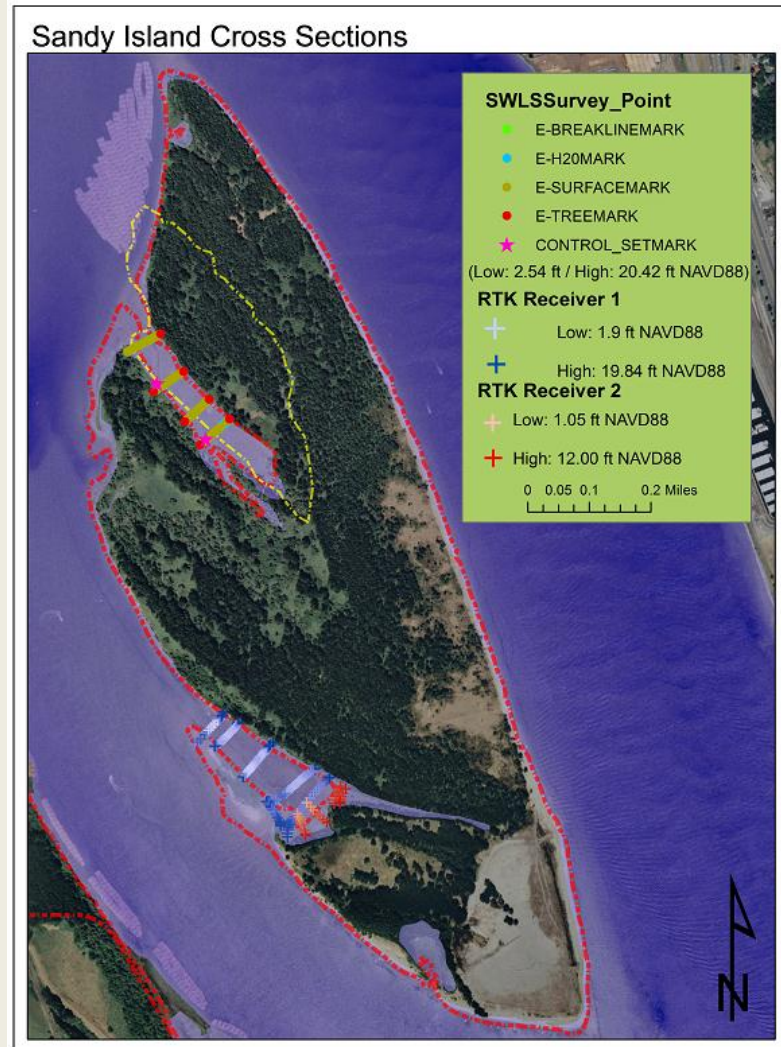 Sandy Island Cross Sections
SWLSSurvey_Point
E-BREAKLINEMARK
E-H20MARK
E-SURFACEMARK
E-TREEMARK
CONTROL_SETMARK
(Low: 2.54 ft / High: 20.42 ft NAVD88)
RTK Receiver 1
Low: 1.9 ft NAVD88
High: 19.84 ft NAVD88
RTK Receiver 2
Low: 1.05 ft NAVD88
High: 12.00 ft NAVD88
0 0.05 0.1 0.2 Miles
N